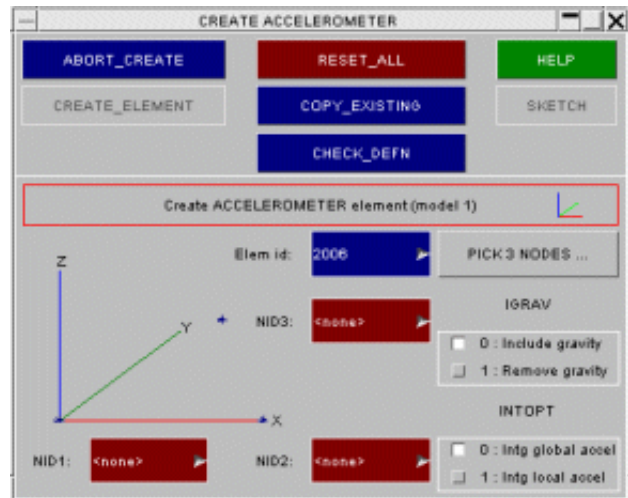 CREATE ACCELEROMETER
ABORT_CREATE RESET_ALL HELP
CREATE_ELEMENT COPY_EXISTING SKETCH
CHECK_DEFN
Create ACCELEROMETER element (model 1)
Elem id: 2006 PICK 3 NODES ...
Z
Y
NID3: <none>
IGRAV
0 : Include gravity
1 : Remove gravity
X
INTOPT
NID1: <none> NID2: <none>
0 : Intg global accel
1 : Intg local accel